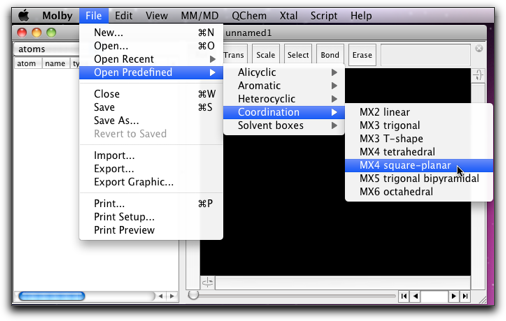 Molby File Edit View MM/MD QChem Xtal Script Help
unnamed1
atoms
atom name ty
Trans Scale Select Bond Erase
New... ⌘N
Open... ⌘O
Open Recent ▶
Open Predefined ▶
Close ⌘W
Save ⌘S
Save As...
Revert to Saved
Import...
Export...
Export Graphic...
Print... ⌘P
Print Setup...
Print Preview
Alicyclic ▶
Aromatic ▶
Heterocyclic ▶
Coordination ▶
Solvent boxes ▶
MX2 linear
MX3 trigonal
MX3 T-shape
MX4 tetrahedral
MX4 square-planar
MX5 trigonal bipyramidal
MX6 octahedral